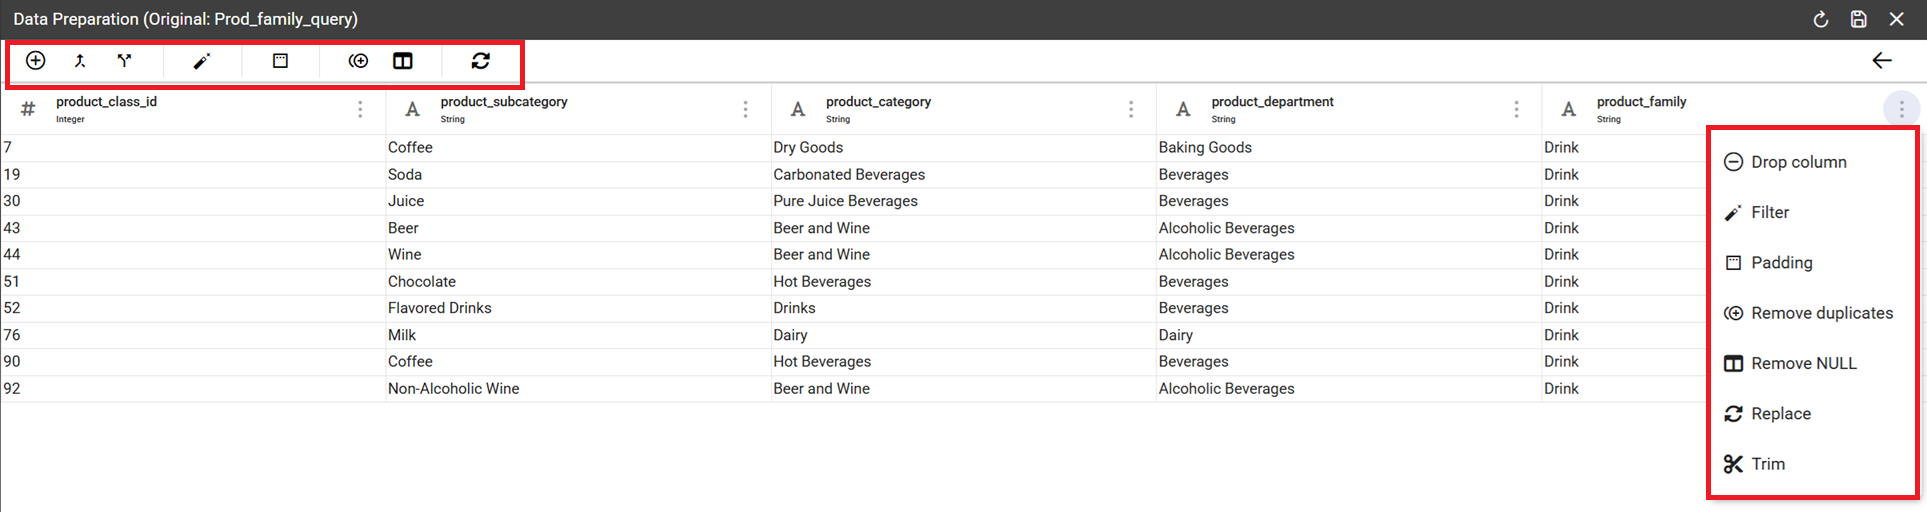 Data Preparation (Original: Prod_family_query)
# product_class_id A product_subcategory A product_category A product_department A product_family
Integer String String String String
7 Coffee Dry Goods Baking Goods Drink
19 Soda Carbonated Beverages Beverages Drink
30 Juice Pure Juice Beverages Beverages Drink
43 Beer Beer and Wine Alcoholic Beverages Drink
44 Wine Beer and Wine Alcoholic Beverages Drink
51 Chocolate Hot Beverages Beverages Drink
52 Flavored Drinks Drinks Beverages Drink
76 Milk Dairy Dairy Drink
90 Coffee Hot Beverages Beverages Drink
92 Non-Alcoholic Wine Beer and Wine Alcoholic Beverages Drink
Drop column
Filter
Padding
Remove duplicates
Remove NULL
Replace
Trim